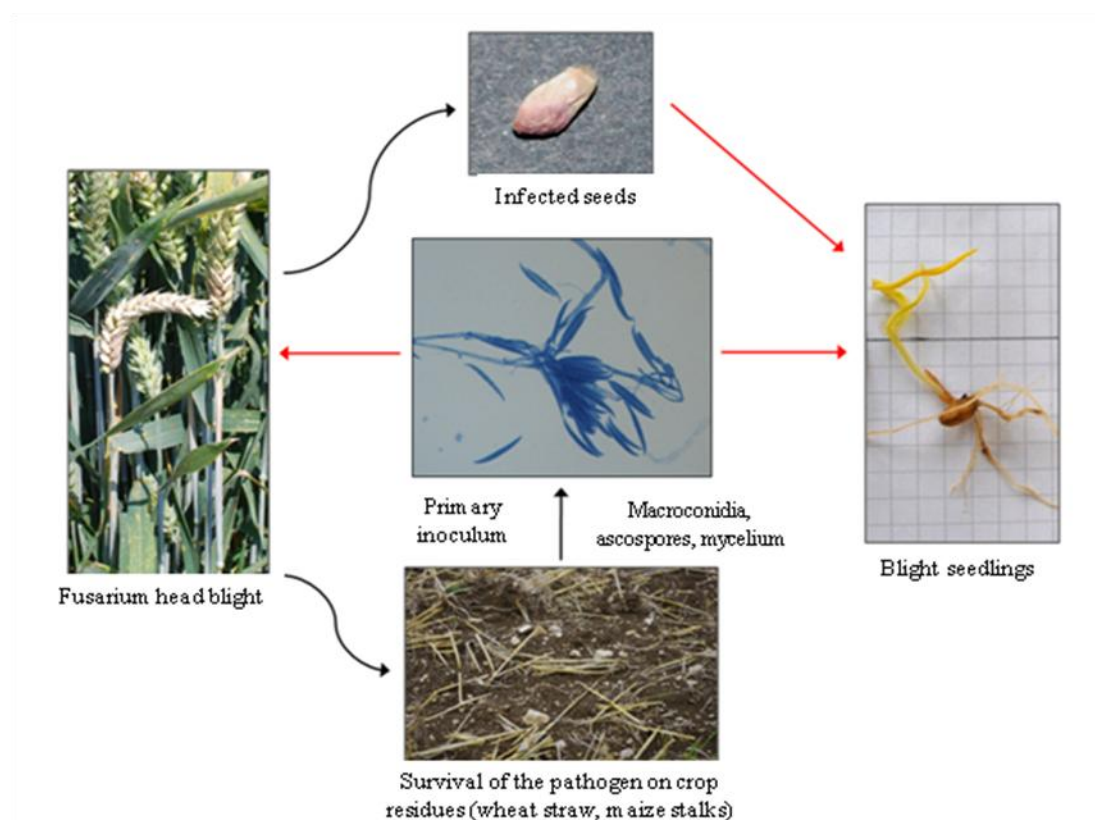 Infected seeds
Primary
inoculum
Macroconidia,
ascospores, mycelium
Blight seedlings
Fusarium head blight
Survival of the pathogen on crop
residues (wheat straw, maize stalks)